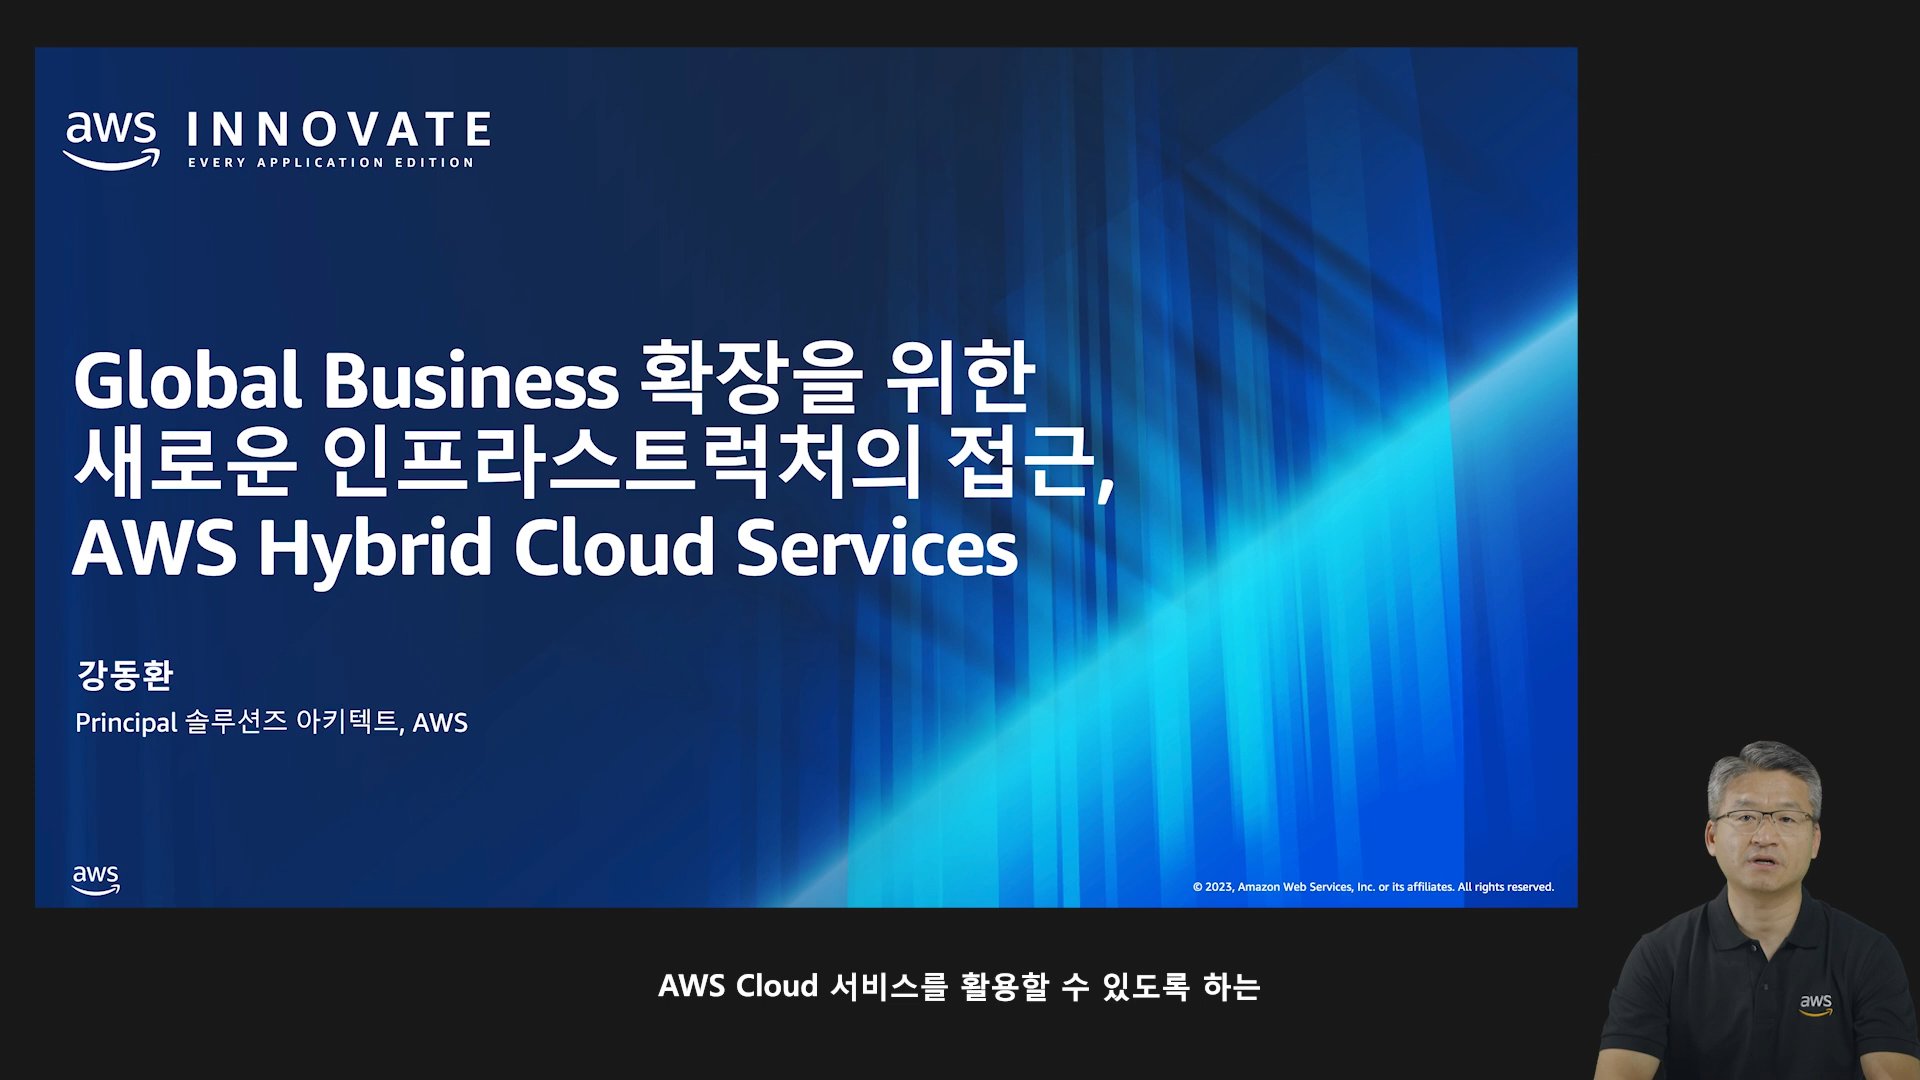 aws INNOVATE
EVERY APPLICATION EDITION
Global Business 확장을 위한
새로운 인프라스트럭처의 접근,
AWS Hybrid Cloud Services
강동환
Principal 솔루션즈 아키텍트, AWS
aws
© 2023, Amazon Web Services, Inc. or its affiliates. All rights reserved.
AWS Cloud 서비스를 활용할 수 있도록 하는
aws